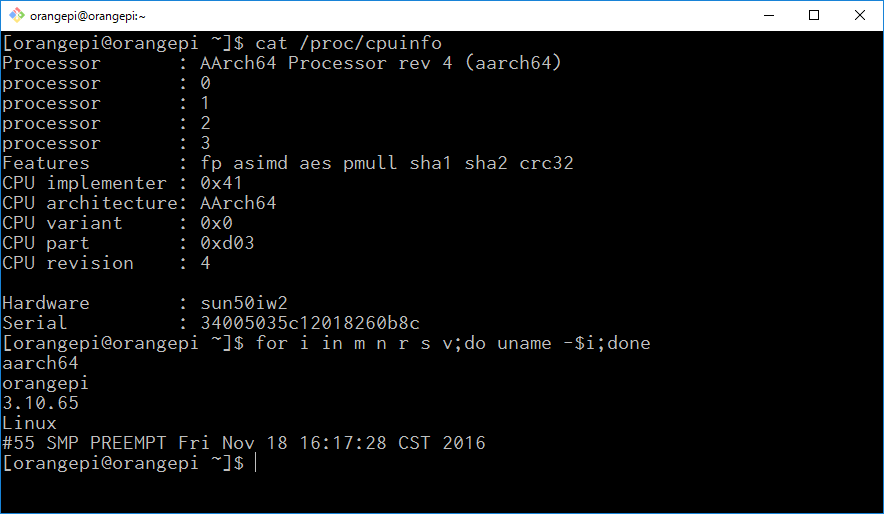 orangepi@orangepi:~
[orangepi@orangepi ~]$ cat /proc/cpuinfo
Processor       : AArch64 Processor rev 4 (aarch64)
processor       : 0
processor       : 1
processor       : 2
processor       : 3
Features        : fp asimd aes pmull sha1 sha2 crc32
CPU implementer : 0x41
CPU architecture: AArch64
CPU variant     : 0x0
CPU part        : 0xd03
CPU revision    : 4

Hardware        : sun50iw2
Serial          : 34005035c12018260b8c
[orangepi@orangepi ~]$ for i in m n r s v;do uname -$i;done
aarch64
orangepi
3.10.65
Linux
#55 SMP PREEMPT Fri Nov 18 16:17:28 CST 2016
[orangepi@orangepi ~]$